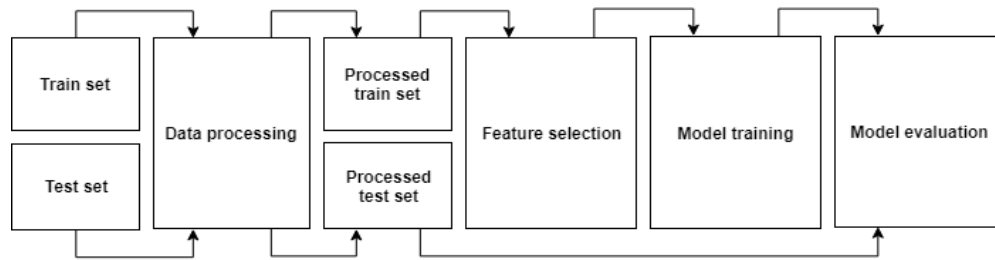 Train set
Test set
Data processing
Processed
train set
Processed
test set
Feature selection
Model training
Model evaluation